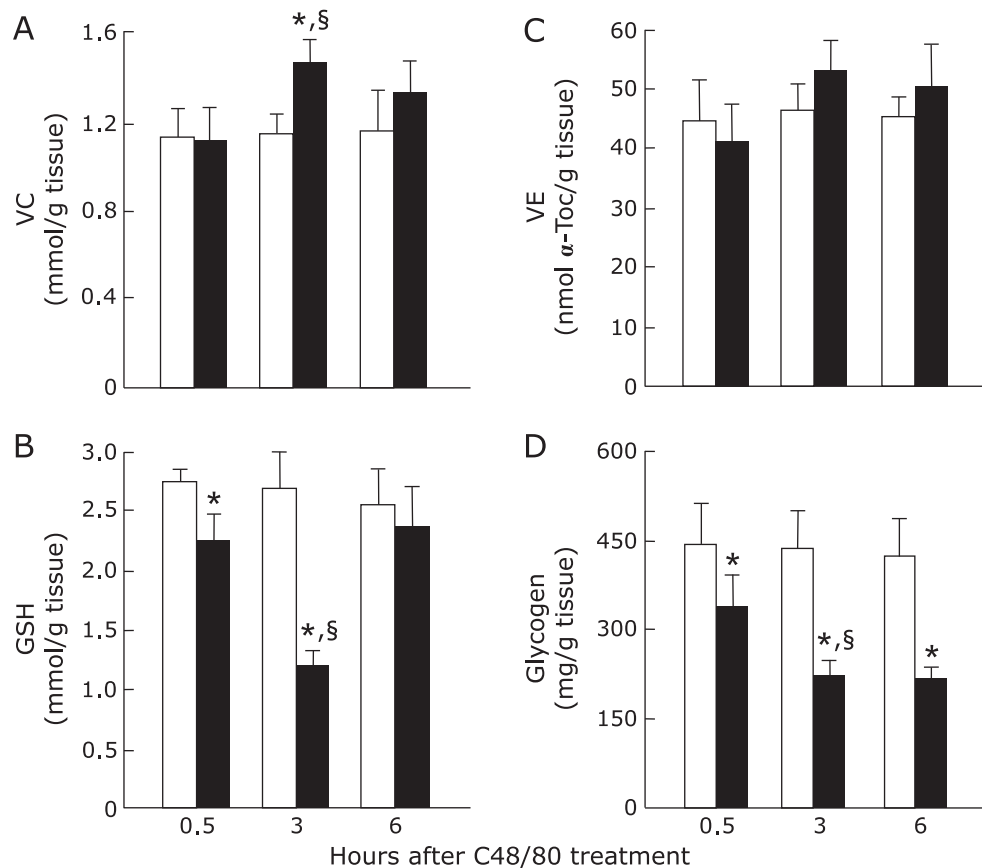 A
VC
(mmol/g tissue)
1.6
1.2
0.8
0.4
0
*,§
C
VE
(nmol α-Toc/g tissue)
60
50
40
30
20
10
0
B
GSH
(mmol/g tissue)
3.0
2.5
2.0
1.5
1.0
0.5
0
*
*,§
0.5 3 6
D
Glycogen
(mg/g tissue)
600
450
300
150
0
*
*,§
*
0.5 3 6
Hours after C48/80 treatment